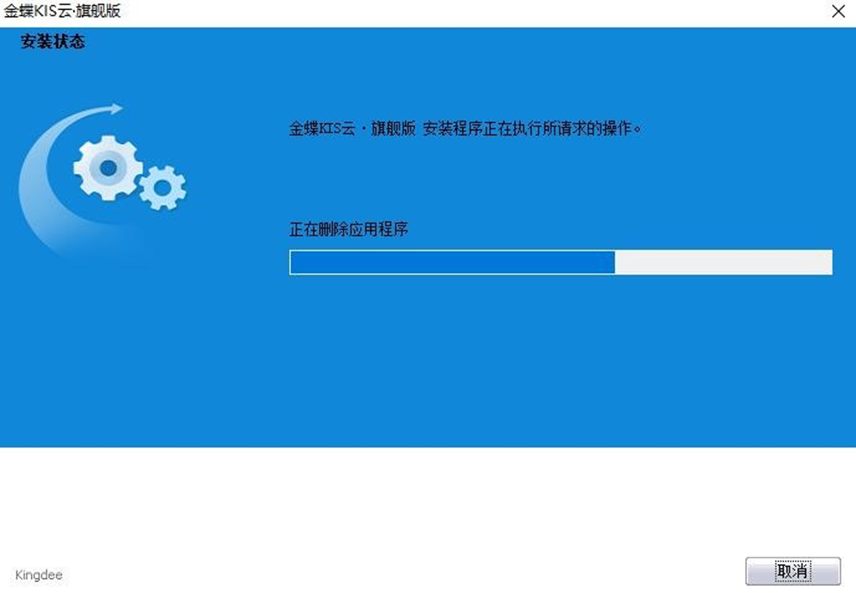 金蝶KIS云·旗舰版
安装状态
金蝶KIS云·旗舰版 安装程序正在执行所请求的操作。
正在删除应用程序
Kingdee
取消